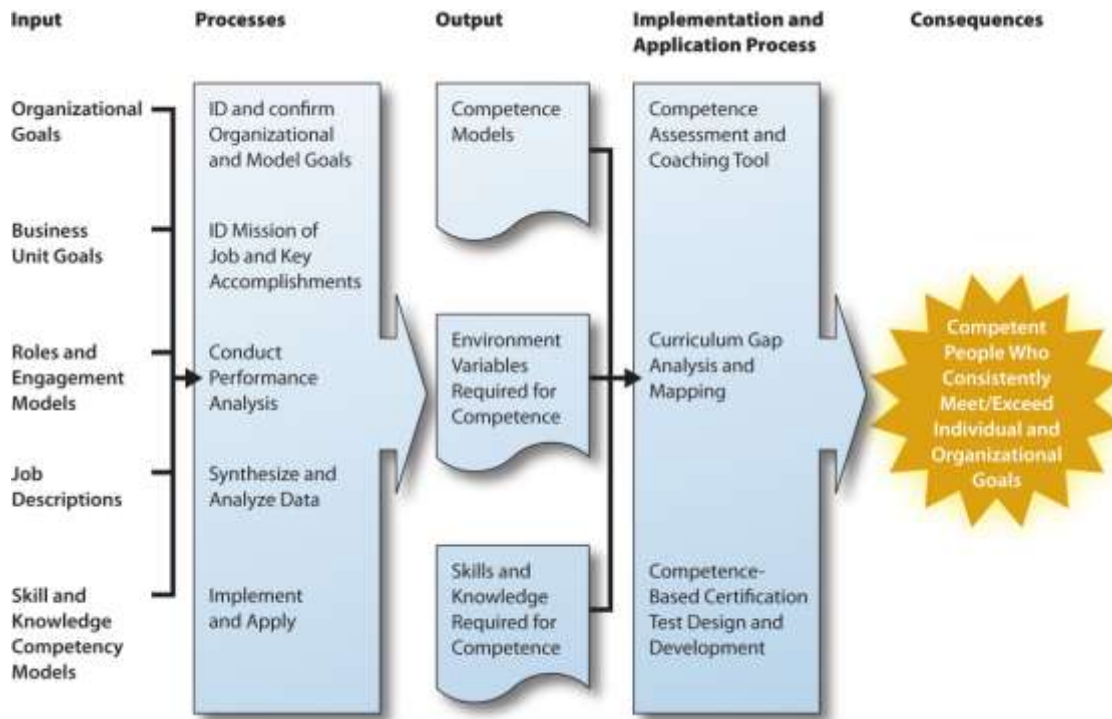 Input
Processes
Output
Implementation and
Application Process
Consequences
Organizational
Goals
Business
Unit Goals
Roles and
Engagement
Models
Job
Descriptions
Skill and
Knowledge
Competency
Models
ID and confirm
Organizational
and Model Goals
ID Mission of
Job and Key
Accomplishments
Conduct
Performance
Analysis
Synthesize and
Analyze Data
Implement
and Apply
Competence
Models
Environment
Variables
Required for
Competence
Skills and
Knowledge
Required for
Competence
Competence
Assessment and
Coaching Tool
Curriculum Gap
Analysis and
Mapping
Competence-
Based Certification
Test Design and
Development
Competent
People Who
Consistently
Meet/Exceed
Individual and
Organizational
Goals